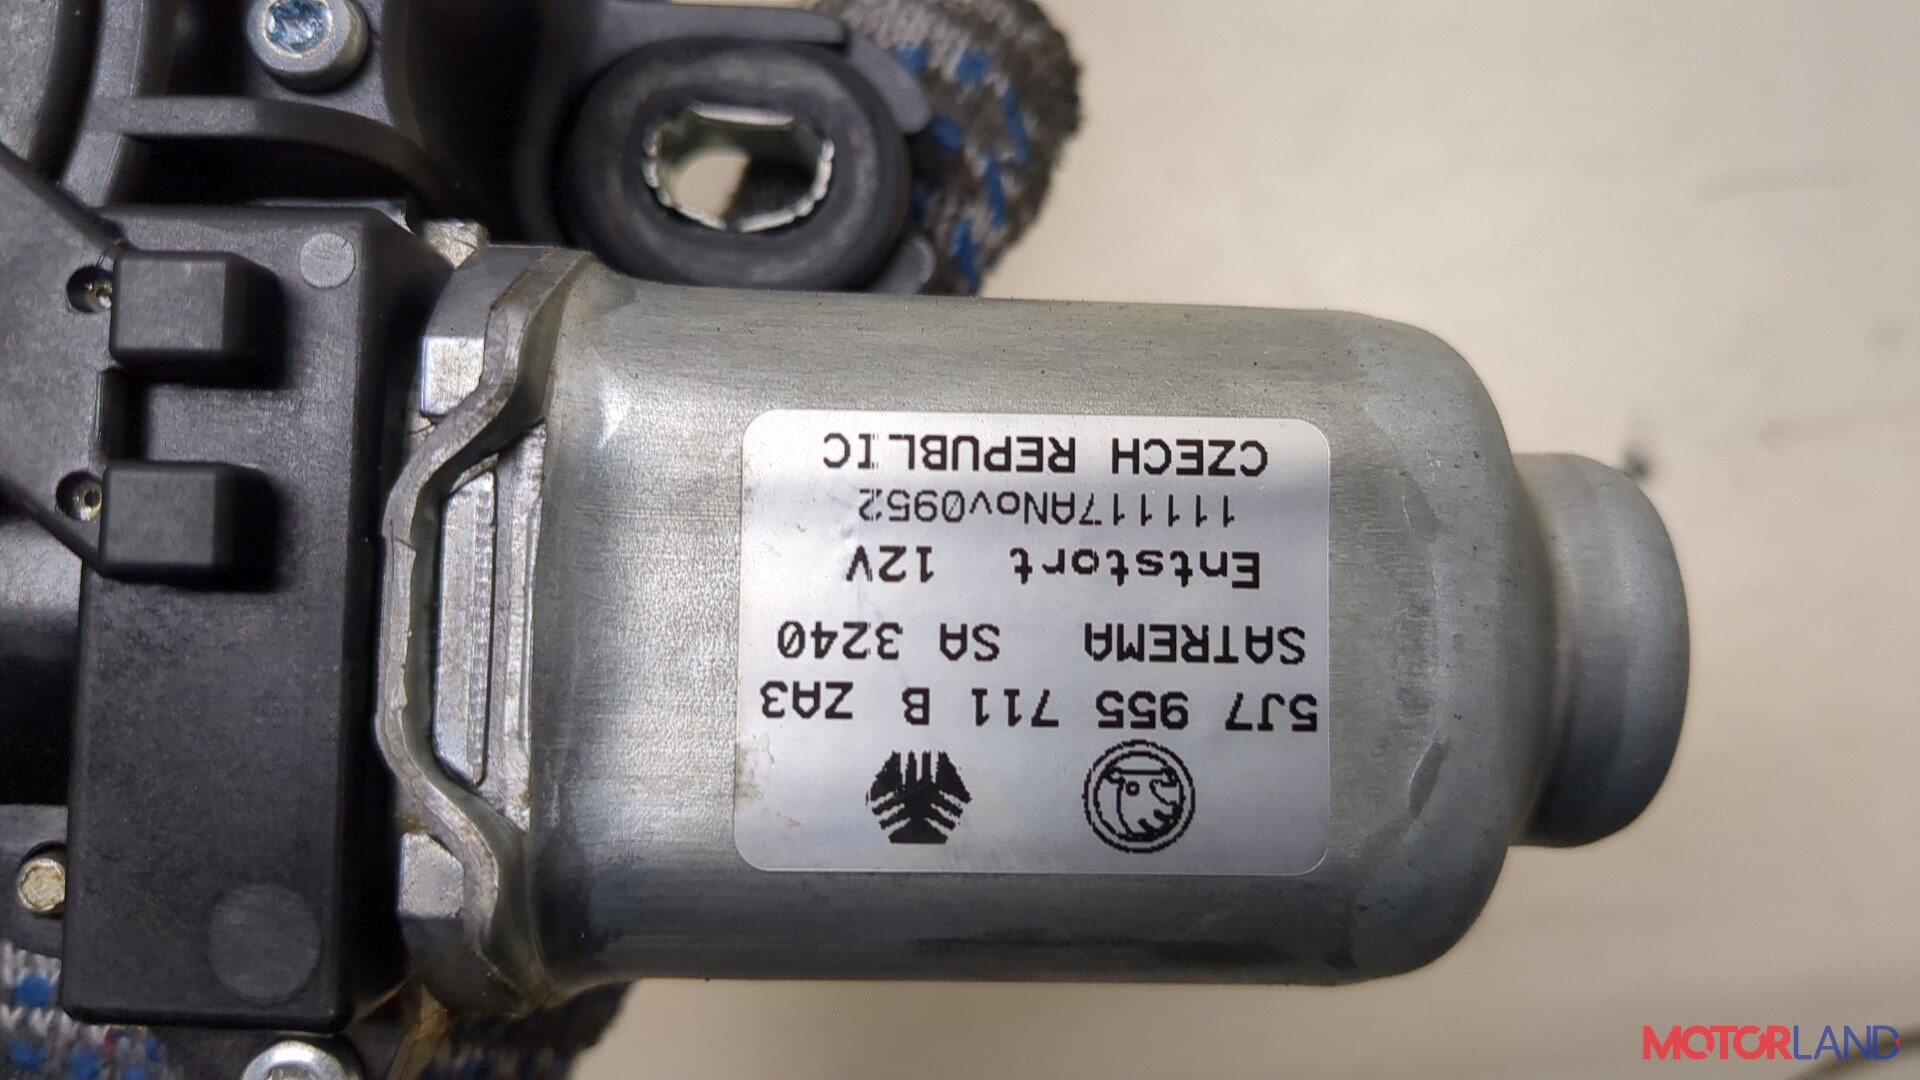 5J7 955 711 B ZA3
SATREMA SA 3240
Entstort 12V
111117ANov0952
CZECH REPUBLIC
MOTORLAND